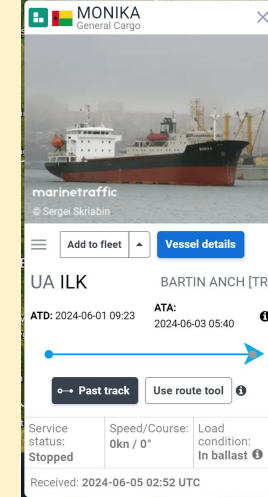 MONIKA
General Cargo
marinetraffic
© Sergei Skriabin
Add to fleet
Vessel details
UA ILK
BARTIN ANCH [TR
ATD: 2024-06-01 09:23
ATA:
2024-06-03 05:40
Past track
Use route tool
Service status:
Stopped
Speed/Course:
0kn / 0°
Load condition:
In ballast
Received: 2024-06-05 02:52 UTC